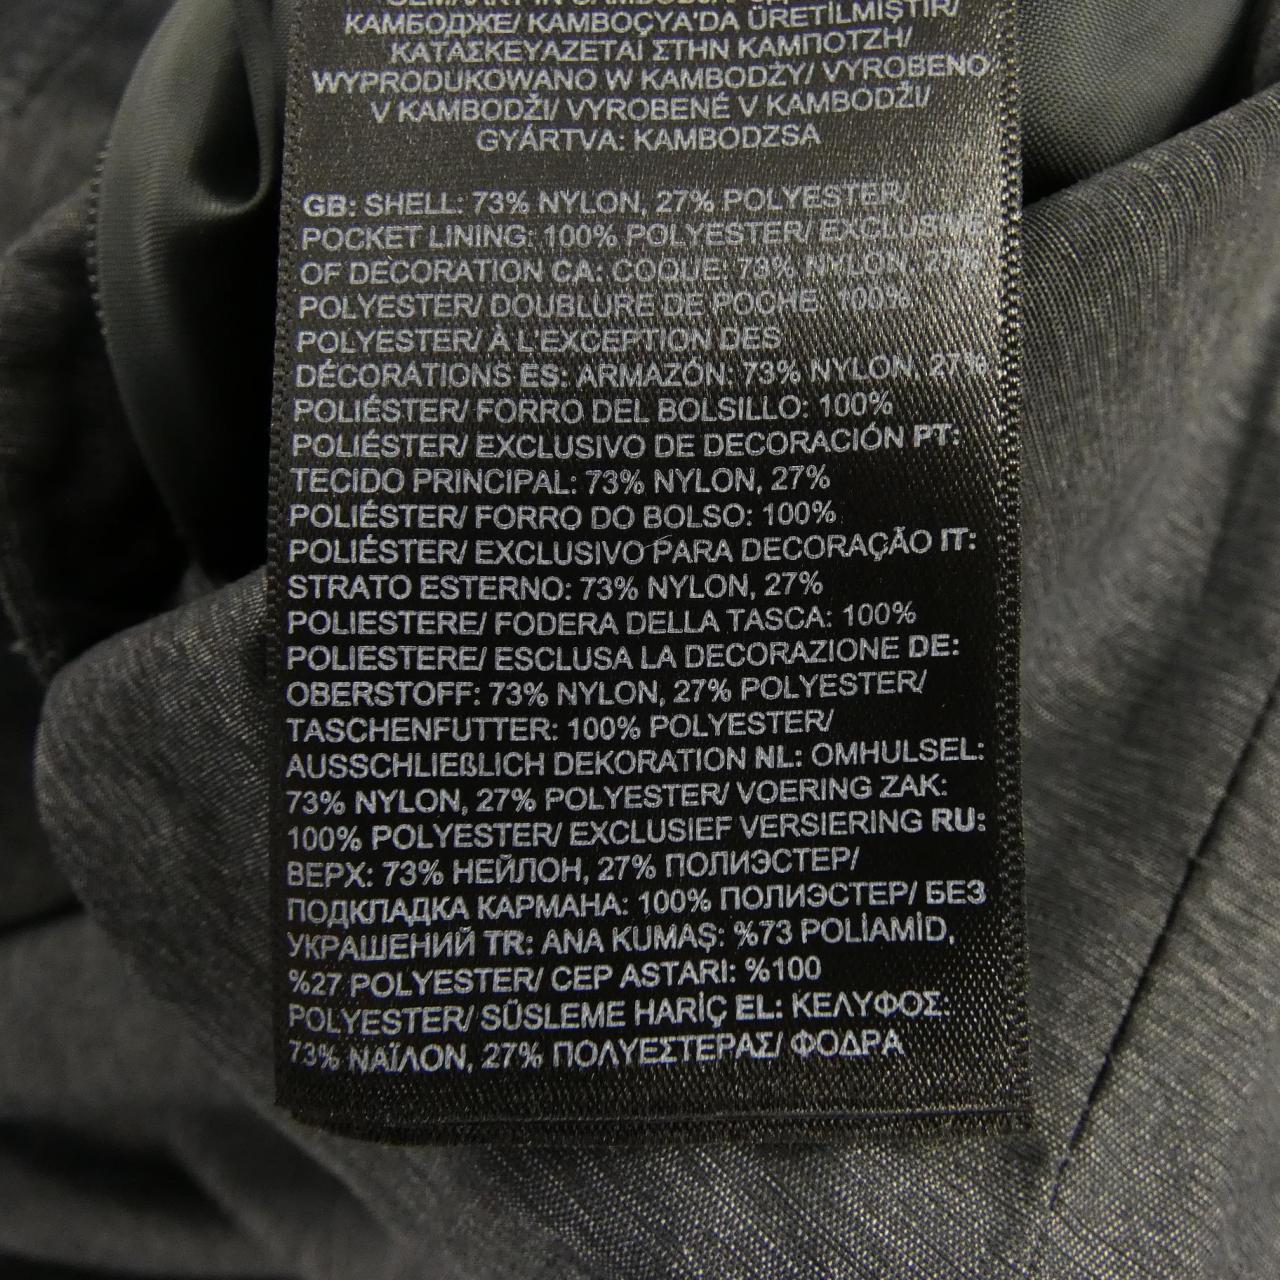 КАМБОДЖЕ/ KAMBOÇYA'DA ÜRETİLMİŞTİR/
ΚΑΤΑΣΚΕΥΑΖΕΤΑΙ ΣΤΗΝ ΚΑΜΠΟΤΖΗ/
WYPRODUKOWANO W KAMBODŻY/ VYROBENO
V KAMBODŽI/ VYROBENÉ V KAMBODŽI/
GYÁRTVA: KAMBODZSA
GB: SHELL: 73% NYLON, 27% POLYESTER/
POCKET LINING: 100% POLYESTER/ EXCLUSIVE
OF DECORATION CA: COQUE: 73% NYLON, 27%
POLYESTER/ DOUBLURE DE POCHE: 100%
POLYESTER/ À L'EXCEPTION DES
DÉCORATIONS ES: ARMAZÓN: 73% NYLON, 27%
POLIÉSTER/ FORRO DEL BOLSILLO: 100%
POLIÉSTER/ EXCLUSIVO DE DECORACIÓN PT:
TECIDO PRINCIPAL: 73% NYLON, 27%
POLIÉSTER/ FORRO DO BOLSO: 100%
POLIÉSTER/ EXCLUSIVO PARA DECORAÇÃO IT:
STRATO ESTERNO: 73% NYLON, 27%
POLIESTERE/ FODERA DELLA TASCA: 100%
POLIESTERE/ ESCLUSA LA DECORAZIONE DE:
OBERSTOFF: 73% NYLON, 27% POLYESTER/
TASCHENFUTTER: 100% POLYESTER/
AUSSCHLIEßLICH DEKORATION NL: OMHULSEL:
73% NYLON, 27% POLYESTER/ VOERING ZAK:
100% POLYESTER/ EXCLUSIEF VERSIERING RU:
ВЕРХ: 73% НЕЙЛОН, 27% ПОЛИЭСТЕР/
ПОДКЛАДКА КАРМАНА: 100% ПОЛИЭСТЕР/ БЕЗ
УКРАШЕНИЙ TR: ANA KUMAŞ: %73 POLİAMİD,
%27 POLYESTER/ CEP ASTARI: %100
POLYESTER/ SÜSLEME HARİÇ EL: ΚΕΛΥΦΟΣ:
73% ΝΑΪΛΟΝ, 27% ΠΟΛΥΕΣΤΕΡΑΣ/ ΦΟΔΡΑ